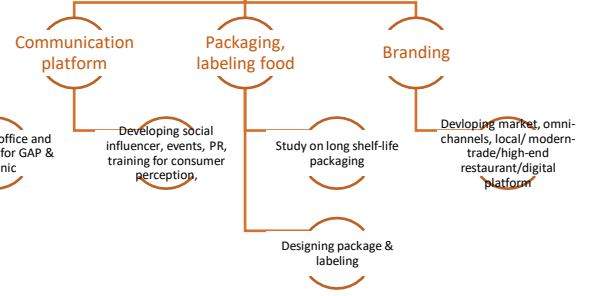 Communication
platform
Packaging,
labeling food
Branding
office and
for GAP &
nic
Developing social
influencer, events, PR,
training for consumer
perception,
Study on long shelf-life
packaging
Devloping market, omni-
channels, local/ modern-
trade/high-end
restaurant/digital
platform
Designing package &
labeling